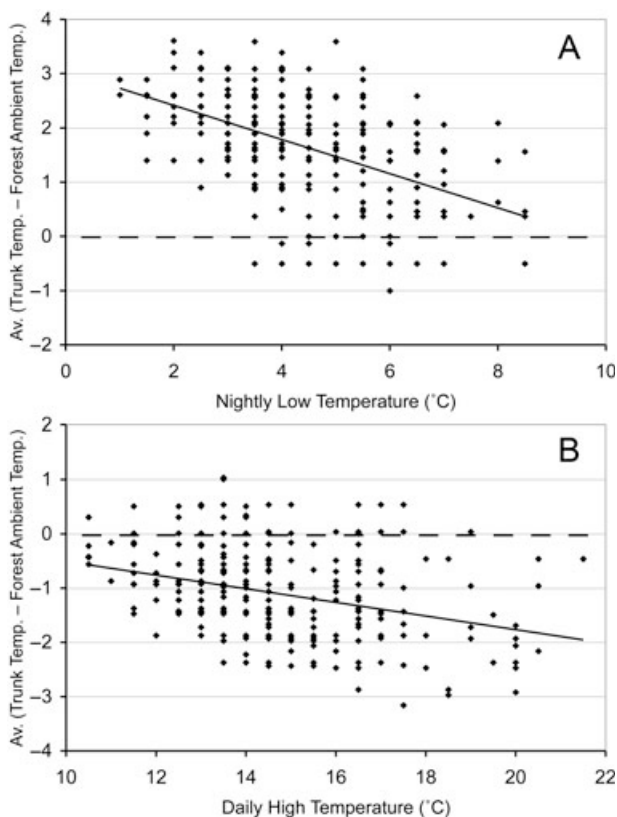 4
A
3
2
1
0
–1
–2
Av. (Trunk Temp. – Forest Ambient Temp.)
0 2 4 6 8 10
Nightly Low Temperature (˚C)
2
B
1
0
–1
–2
–3
–4
Av. (Trunk Temp. – Forest Ambient Temp.)
10 12 14 16 18 20 22
Daily High Temperature (˚C)